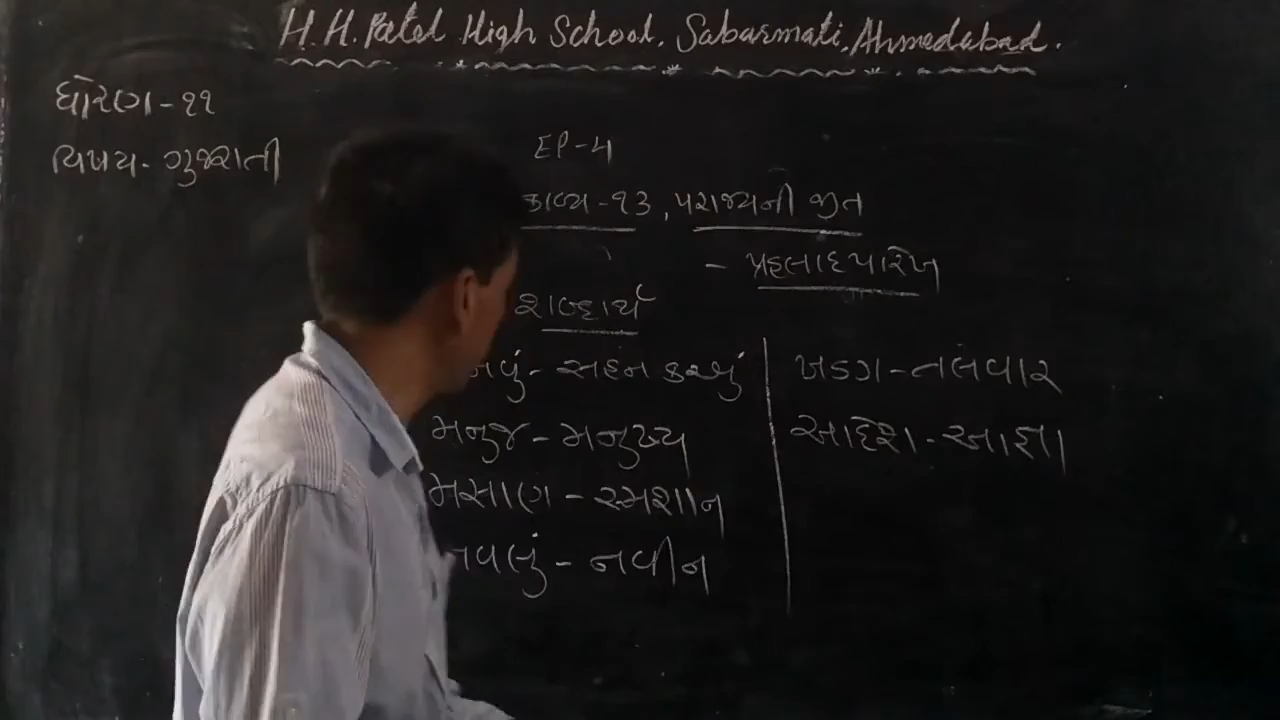 H.H. Patel High School, Sabarmati, Ahmedabad.
ધોરણ-૧૧
વિષય- ગુજરાતી
EP-4
કાવ્ય-૧૩, પરાજયની જીત
- પ્રહલાદ પારેખ
શબ્દાર્થ
- સહન કરવું
મનુજ - મનુષ્ય
મસાણ - સ્મશાન
નવલું - નવીન
ખડગ - તલવાર
આદેશ - આજ્ઞા